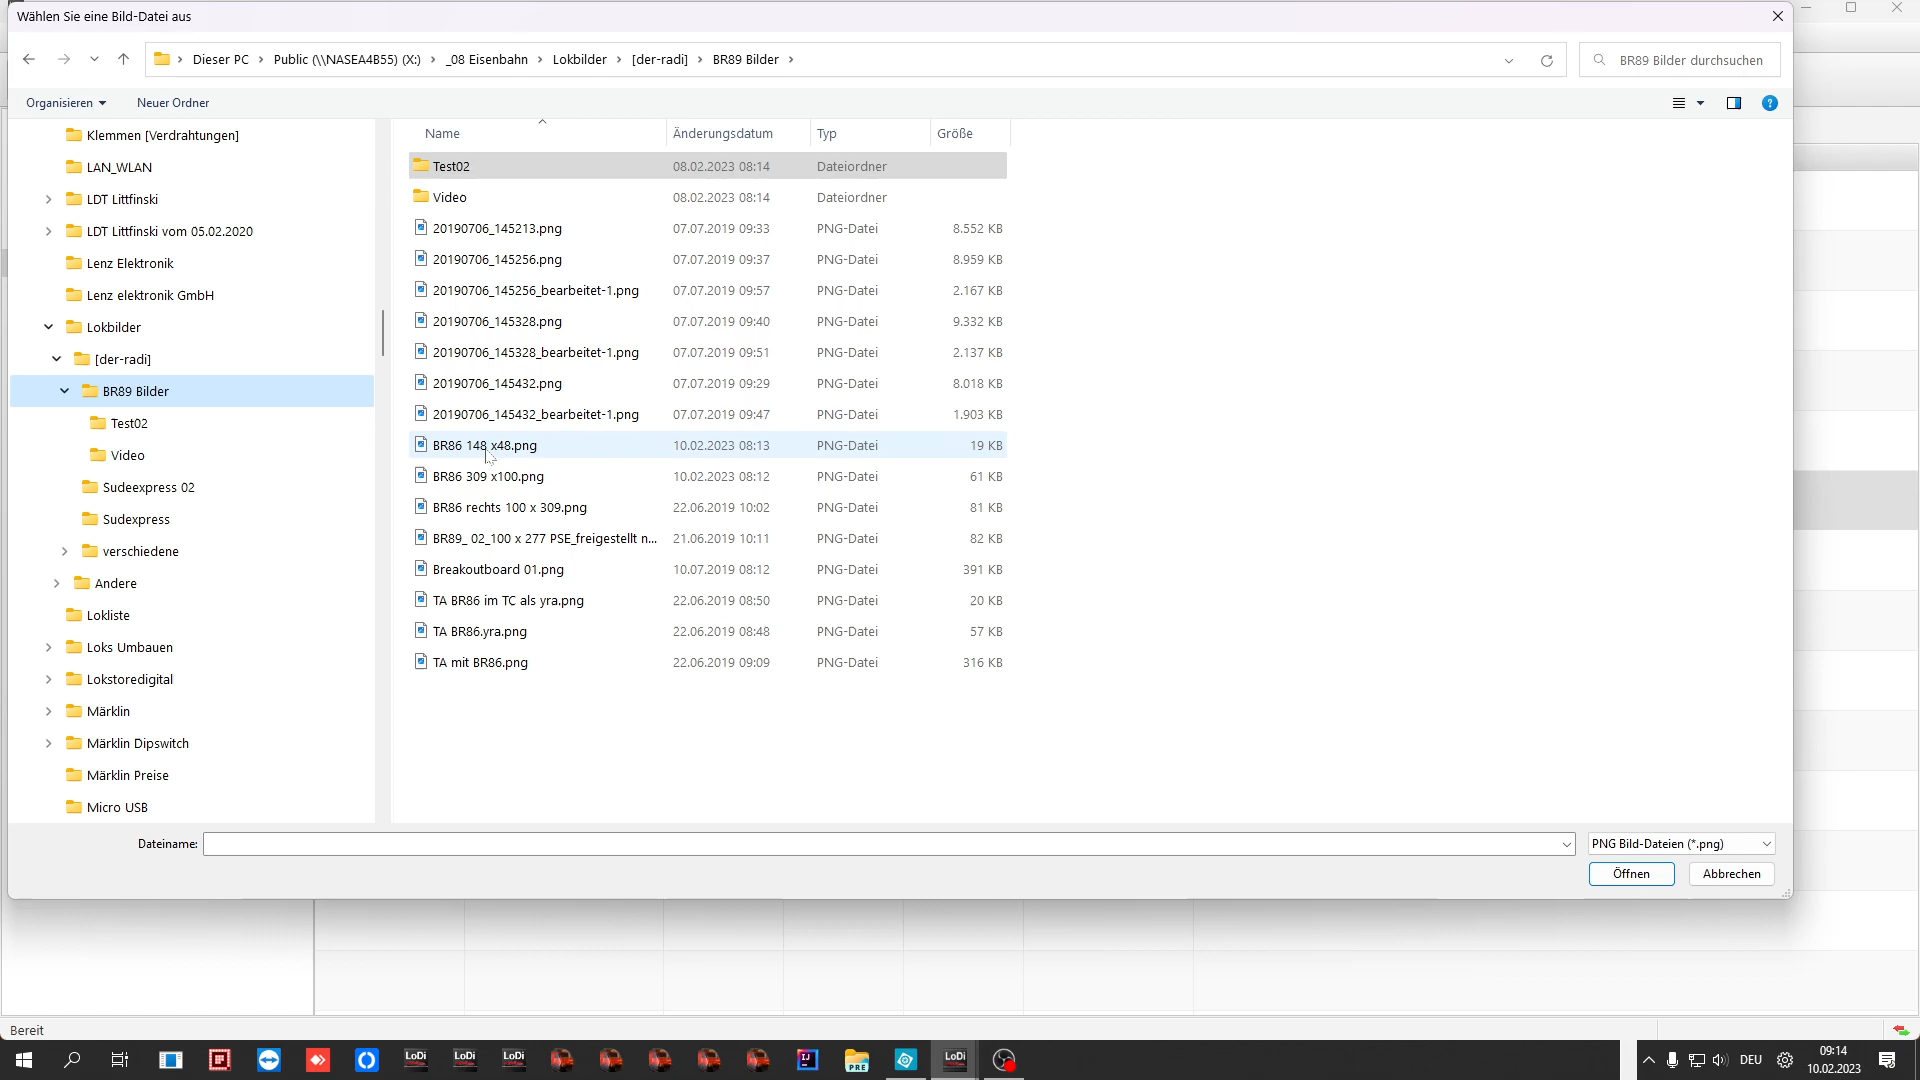 Wählen Sie eine Bild-Datei aus
Dieser PC > Public (\\NASEA4B55) (X:) > _08 Eisenbahn > Lokbilder > [der-radi] > BR89 Bilder >
BR89 Bilder durchsuchen
Organisieren Neuer Ordner
Klemmen [Verdrahtungen]
LAN_WLAN
LDT Littfinski
LDT Littfinski vom 05.02.2020
Lenz Elektronik
Lenz elektronik GmbH
Lokbilder
[der-radi]
BR89 Bilder
Test02
Video
Sudeexpress 02
Sudexpress
verschiedene
Andere
Lokliste
Loks Umbauen
Lokstoredigital
Märklin
Märklin Dipswitch
Märklin Preise
Micro USB
Name Änderungsdatum Typ Größe
Test02 08.02.2023 08:14 Dateiordner
Video 08.02.2023 08:14 Dateiordner
20190706_145213.png 07.07.2019 09:33 PNG-Datei 8.552 KB
20190706_145256.png 07.07.2019 09:37 PNG-Datei 8.959 KB
20190706_145256_bearbeitet-1.png 07.07.2019 09:57 PNG-Datei 2.167 KB
20190706_145328.png 07.07.2019 09:40 PNG-Datei 9.332 KB
20190706_145328_bearbeitet-1.png 07.07.2019 09:51 PNG-Datei 2.137 KB
20190706_145432.png 07.07.2019 09:29 PNG-Datei 8.018 KB
20190706_145432_bearbeitet-1.png 07.07.2019 09:47 PNG-Datei 1.903 KB
BR86 148 x48.png 10.02.2023 08:13 PNG-Datei 19 KB
BR86 309 x100.png 10.02.2023 08:12 PNG-Datei 61 KB
BR86 rechts 100 x 309.png 22.06.2019 10:02 PNG-Datei 81 KB
BR89_ 02_100 x 277 PSE_freigestellt n... 21.06.2019 10:11 PNG-Datei 82 KB
Breakoutboard 01.png 10.07.2019 08:12 PNG-Datei 391 KB
TA BR86 im TC als yra.png 22.06.2019 08:50 PNG-Datei 20 KB
TA BR86.yra.png 22.06.2019 08:48 PNG-Datei 57 KB
TA mit BR86.png 22.06.2019 09:09 PNG-Datei 316 KB
Dateiname:
PNG Bild-Dateien (*.png)
Öffnen Abbrechen
Bereit
LoDi LoDi LoDi IJ PRE LoDi
DEU
09:14
10.02.2023